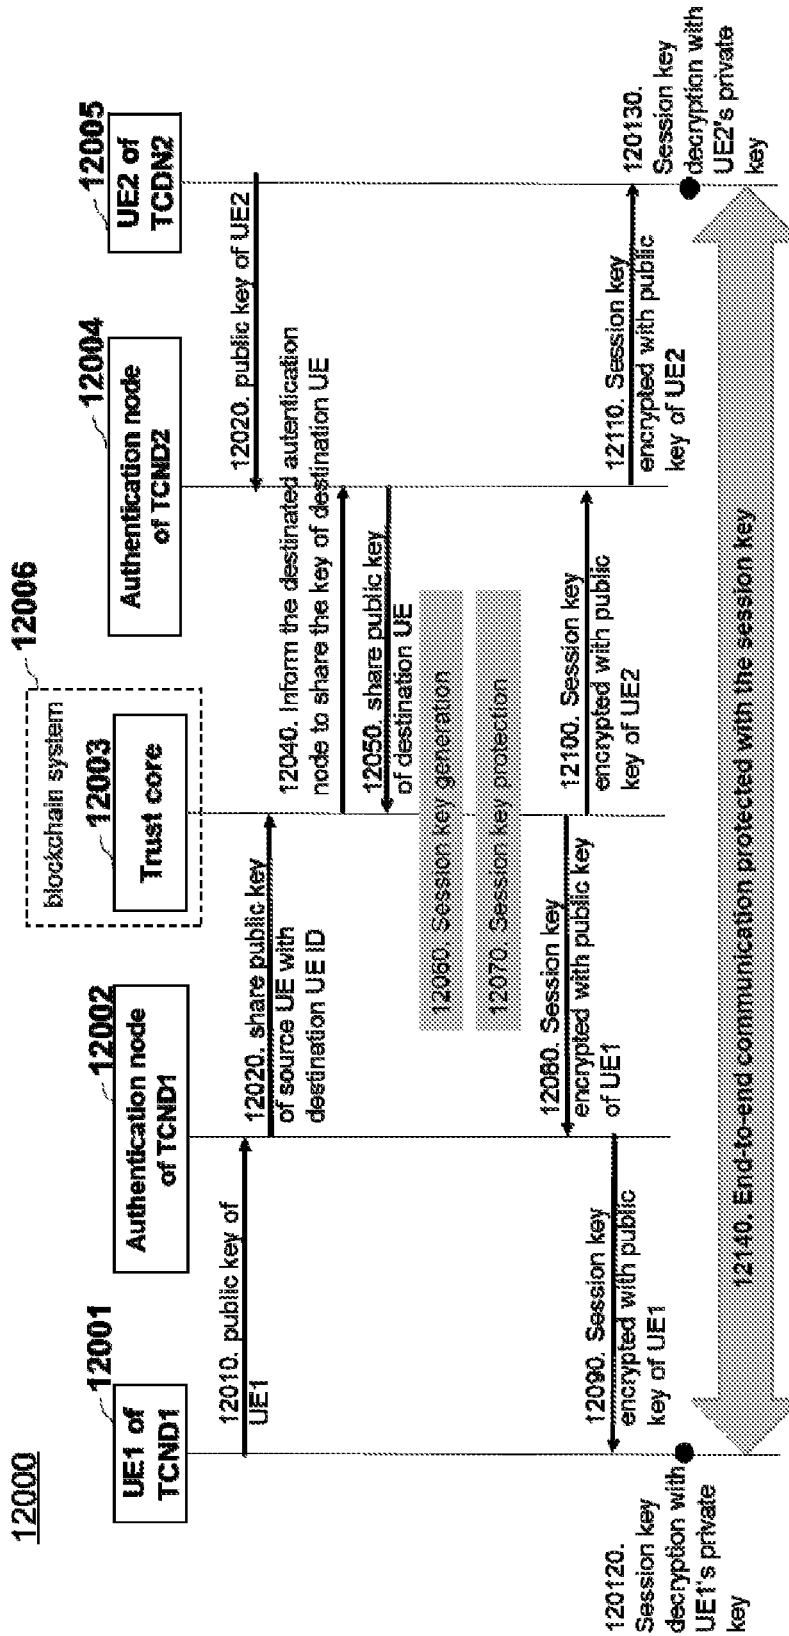 12000
12001
UE1 of
TCND1
12002
Authentication node
of TCND1
12006
blockchain system
12003
Trust core
12004
Authentication node
of TCND2
12005
UE2 of
TCDN2
12010. public key of
UE1
12020. share public key
of source UE with
destination UE ID
12020. public key of UE2
12040. Inform the destinated autentication
node to share the key of destination UE
12050. share public key
of destination UE
12060. Session key generation
12070. Session key protection
12080. Session key
encrypted with public key
of UE1
12090. Session key
encrypted with public
key of UE1
12100. Session key
encrypted with public
key of UE2
12110. Session key
encrypted with public
key of UE2
120120.
Session key
decryption with
UE1's private
key
120130.
Session key
decryption with
UE2's private
key
12140. End-to-end communication protected with the session key